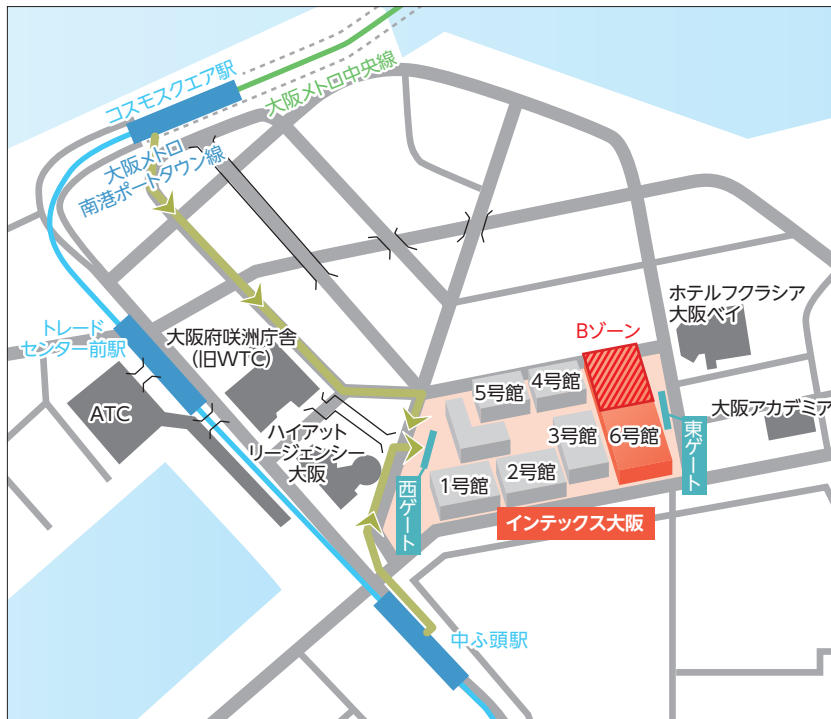 コスモスクエア駅
大阪メトロ中央線
大阪メトロ
南港ポートタウン線
ホテルフクラシア
大阪ベイ
トレード
センター前駅
大阪府咲洲庁舎
(旧WTC)
Bゾーン
5号館
4号館
ATC
ハイアット
リージェンシー
大阪
大阪アカデミア
3号館
6号館
東ゲート
西ゲート
1号館
2号館
インテックス大阪
中ふ頭駅